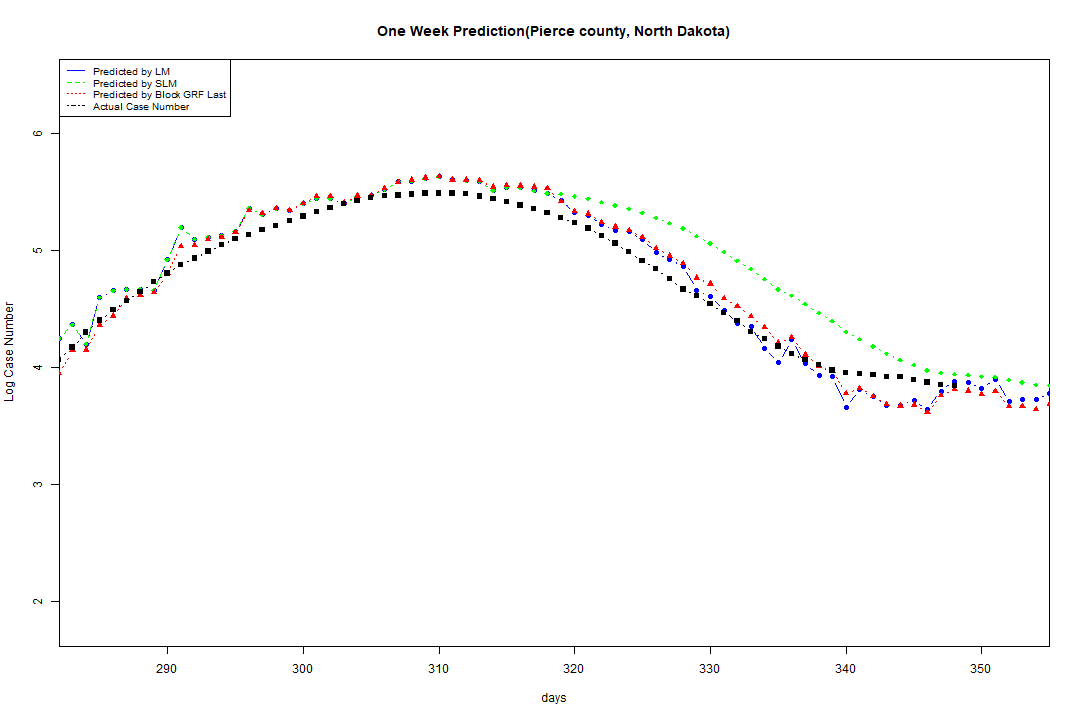 One Week Prediction(Pierce county, North Dakota)
Predicted by LM
Predicted by SLM
Predicted by Block GRF Last
Actual Case Number
6
5
4
3
2
Log Case Number
290 300 310 320 330 340 350
days